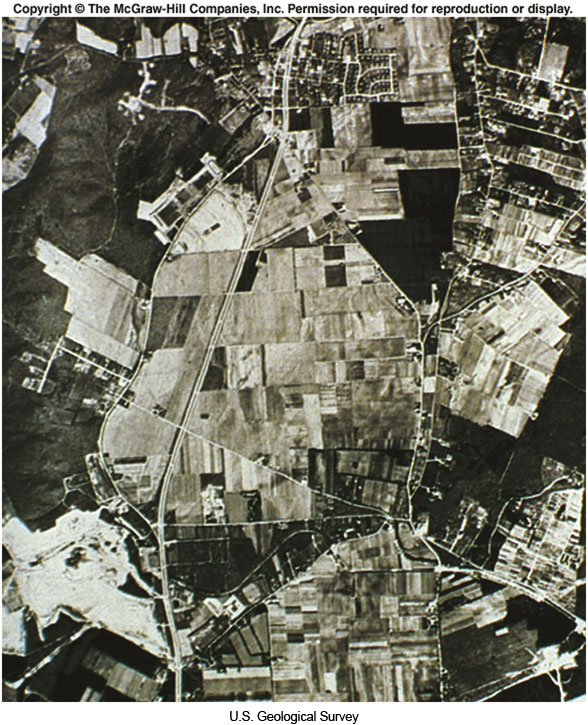 Copyright © The McGraw-Hill Companies, Inc. Permission required for reproduction or display.
U.S. Geological Survey